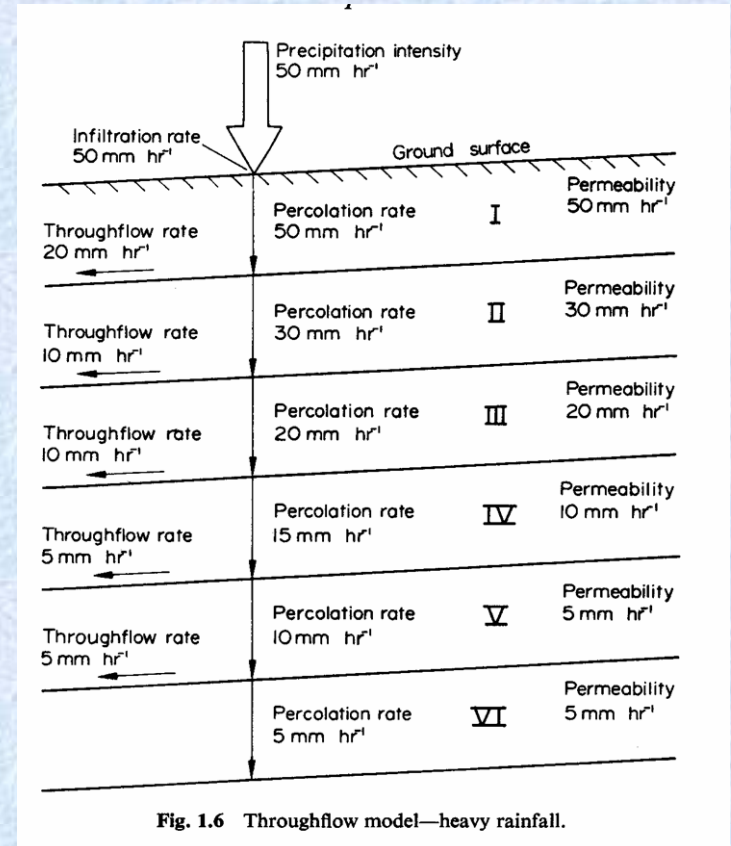 Precipitation intensity
50 mm hr⁻¹
Infiltration rate
50 mm hr⁻¹
Ground surface
Permeability
50 mm hr⁻¹
Percolation rate
50 mm hr⁻¹
I
Throughflow rate
20 mm hr⁻¹
Permeability
30 mm hr⁻¹
Percolation rate
30 mm hr⁻¹
II
Throughflow rate
10 mm hr⁻¹
Permeability
20 mm hr⁻¹
Percolation rate
20 mm hr⁻¹
III
Throughflow rate
10 mm hr⁻¹
Permeability
10 mm hr⁻¹
Percolation rate
15 mm hr⁻¹
IV
Throughflow rate
5 mm hr⁻¹
Permeability
5 mm hr⁻¹
Percolation rate
10 mm hr⁻¹
V
Throughflow rate
5 mm hr⁻¹
Permeability
5 mm hr⁻¹
Percolation rate
5 mm hr⁻¹
VI
Fig. 1.6 Throughflow model—heavy rainfall.